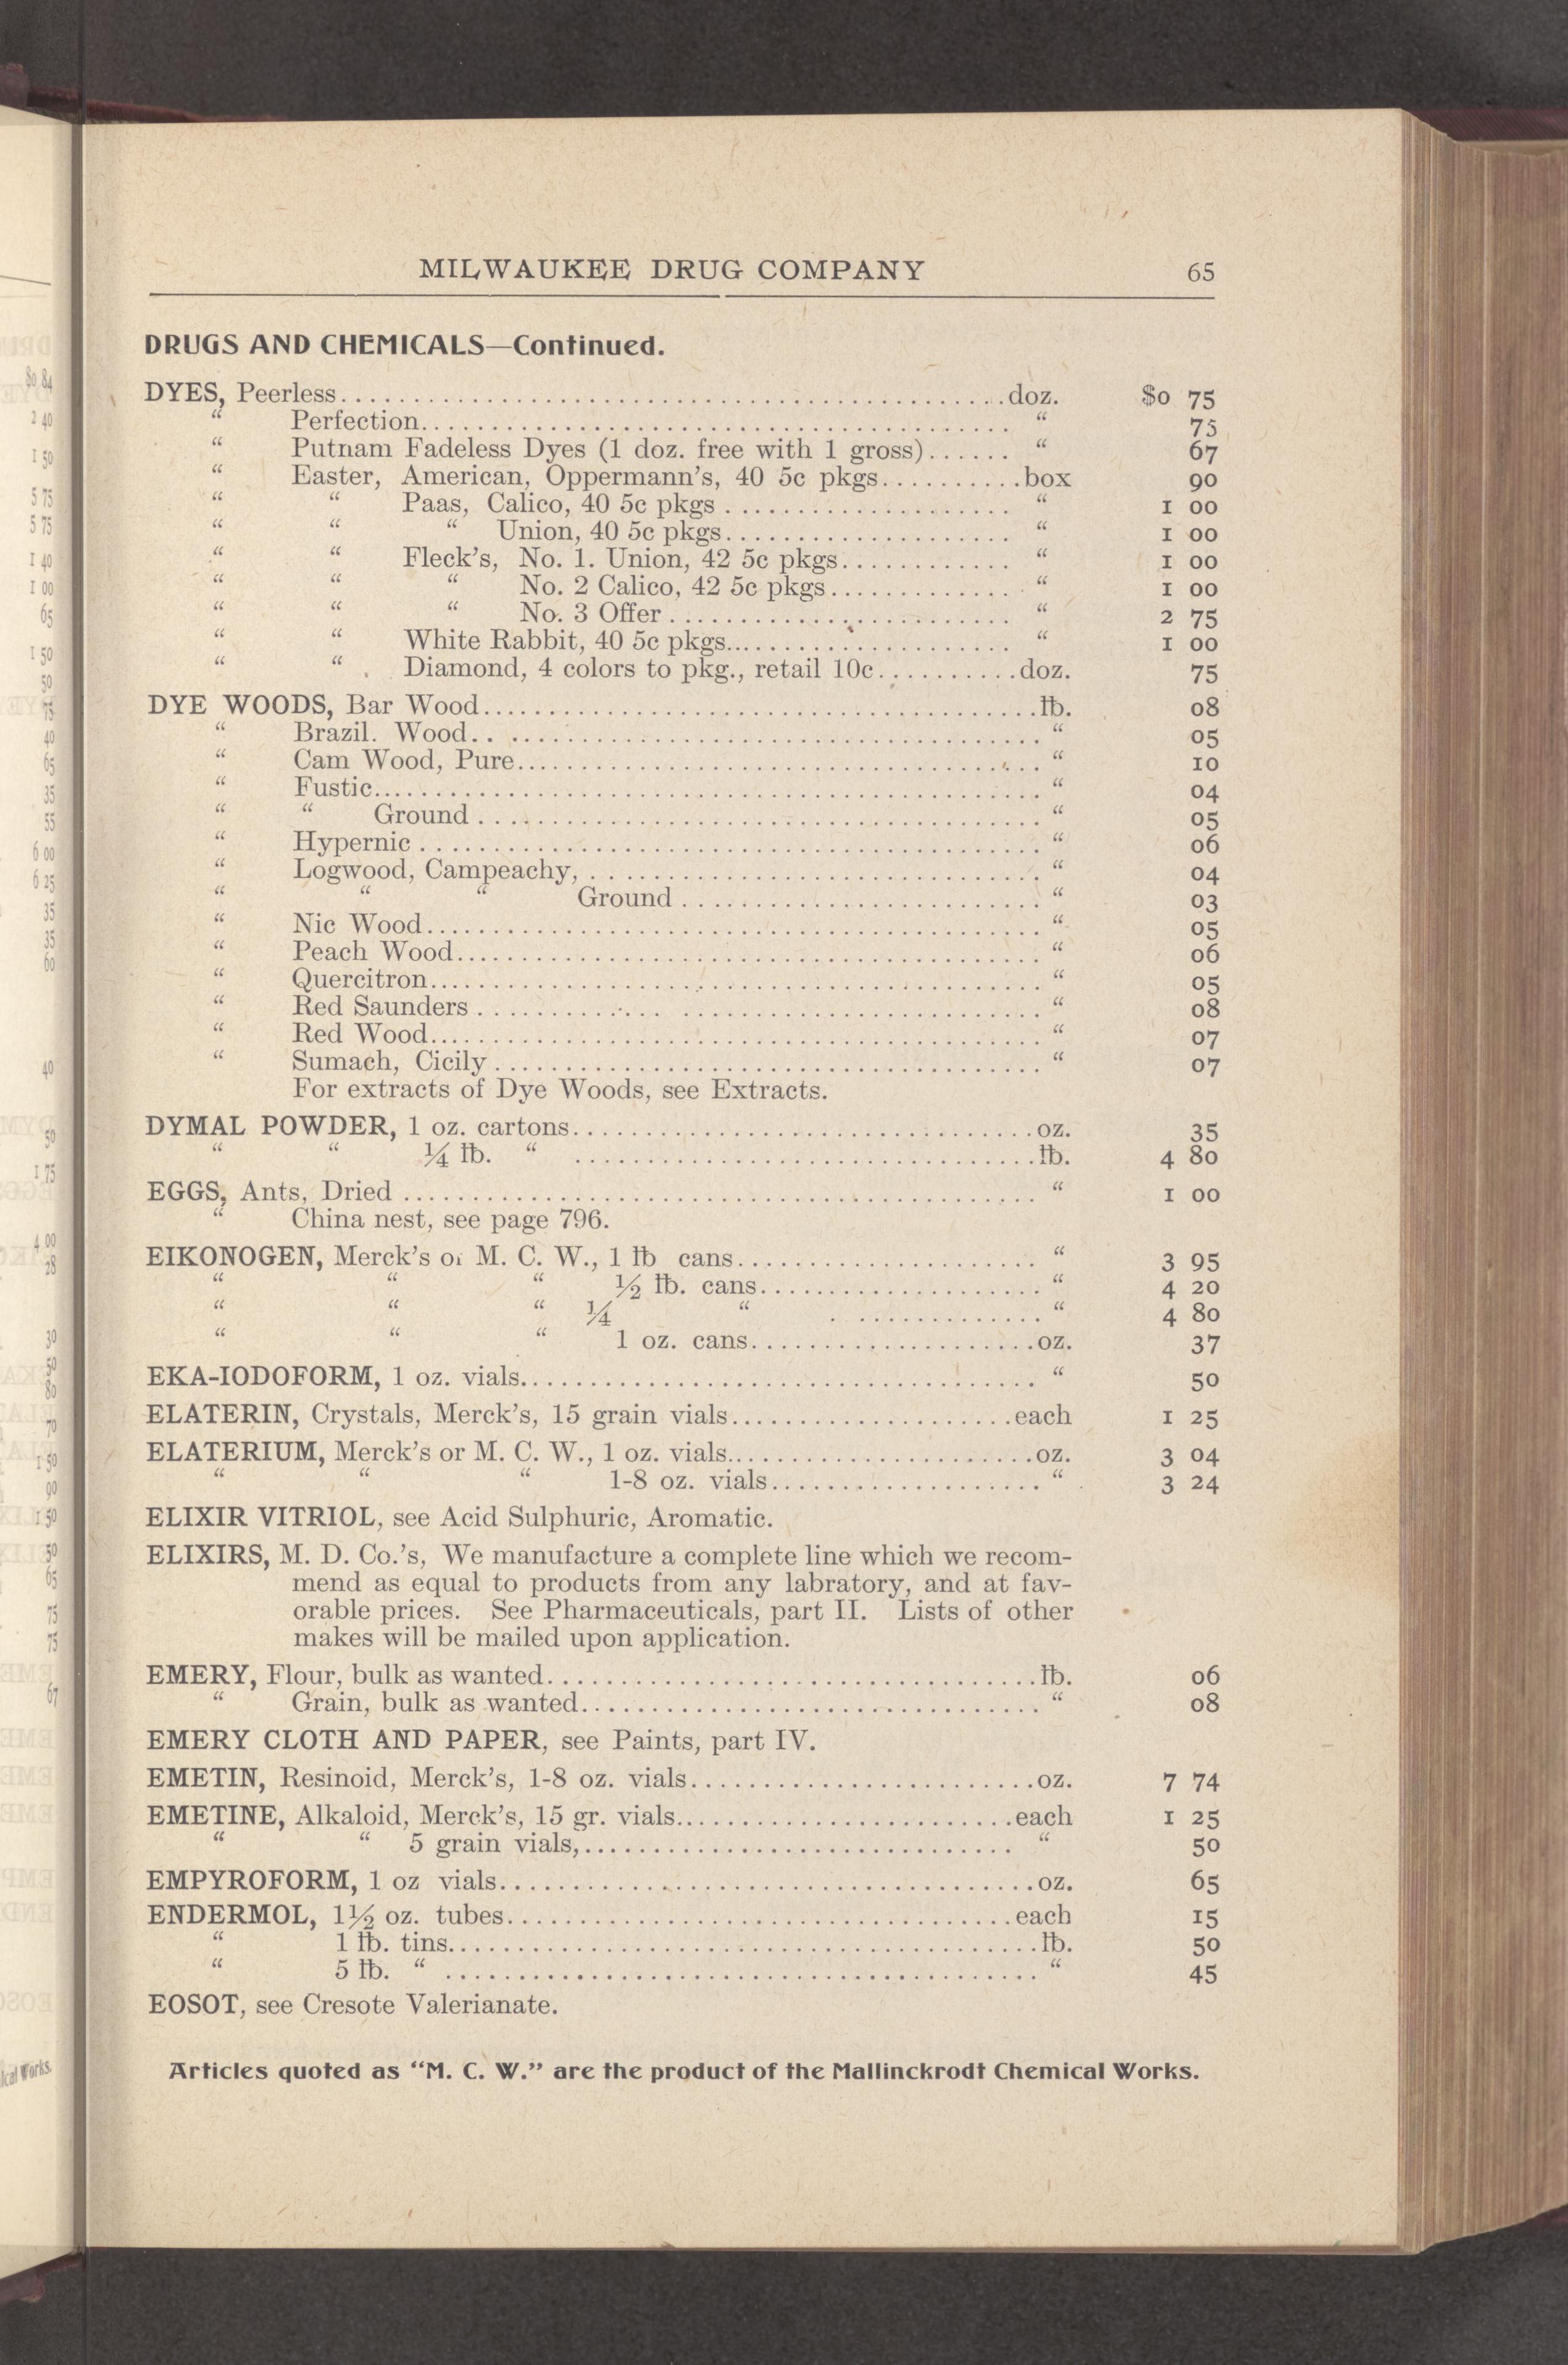 MILWAUKEE DRUG COMPANY 65
DRUGS AND CHEMICALS—Continued.
DYES, Peerless.....doz. $0 75
“ Perfection..... “ 75
“ Putnam Fadeless Dyes (1 doz. free with 1 gross)...... “ 67
“ Easter, American, Oppermann's, 40 5c pkgs..........box 90
“ “ Paas, Calico, 40 5c pkgs ..... “ 1 00
“ “ “ Union, 40 5c pkgs..... “ 1 00
“ “ Fleck's, No. 1. Union, 42 5c pkgs..... “ 1 00
“ “ “ No. 2 Calico, 42 5c pkgs..... “ 1 00
“ “ “ No. 3 Offer ..... “ 2 75
“ “ White Rabbit, 40 5c pkgs..... “ 1 00
“ “ Diamond, 4 colors to pkg., retail 10c..........doz. 75
DYE WOODS, Bar Wood.....lb. 08
“ Brazil. Wood..... “ 05
“ Cam Wood, Pure..... “ 10
“ Fustic..... “ 04
“ “ Ground ..... “ 05
“ Hypernic ..... “ 06
“ Logwood, Campeachy, ..... “ 04
“ “ “ Ground ..... “ 03
“ Nic Wood..... “ 05
“ Peach Wood..... “ 06
“ Quercitron..... “ 05
“ Red Saunders ..... “ 08
“ Red Wood..... “ 07
“ Sumach, Cicily ..... “ 07
For extracts of Dye Woods, see Extracts.
DYMAL POWDER, 1 oz. cartons.....oz. 35
“ “ ¼ lb. “ .....lb. 4 80
EGGS, Ants, Dried ..... “ 1 00
“ China nest, see page 796.
EIKONOGEN, Merck's or M. C. W., 1 lb cans..... “ 3 95
“ “ “ ½ lb. cans..... “ 4 20
“ “ “ ¼ “ ..... “ 4 80
“ “ “ 1 oz. cans.....oz. 37
EKA-IODOFORM, 1 oz. vials..... “ 50
ELATERIN, Crystals, Merck's, 15 grain vials.....each 1 25
ELATERIUM, Merck's or M. C. W., 1 oz. vials.....oz. 3 04
“ “ “ 1-8 oz. vials..... “ 3 24
ELIXIR VITRIOL, see Acid Sulphuric, Aromatic.
ELIXIRS, M. D. Co.'s, We manufacture a complete line which we recom-
mend as equal to products from any labratory, and at fav-
orable prices. See Pharmaceuticals, part II. Lists of other
makes will be mailed upon application.
EMERY, Flour, bulk as wanted.....lb. 06
“ Grain, bulk as wanted..... “ 08
EMERY CLOTH AND PAPER, see Paints, part IV.
EMETIN, Resinoid, Merck's, 1-8 oz. vials.....oz. 7 74
EMETINE, Alkaloid, Merck's, 15 gr. vials.....each 1 25
“ “ 5 grain vials,..... “ 50
EMPYROFORM, 1 oz vials.....oz. 65
ENDERMOL, 1½ oz. tubes.....each 15
“ 1 lb. tins.....lb. 50
“ 5 lb. “ ..... “ 45
EOSOT, see Cresote Valerianate.
Articles quoted as “M. C. W.” are the product of the Mallinckrodt Chemical Works.